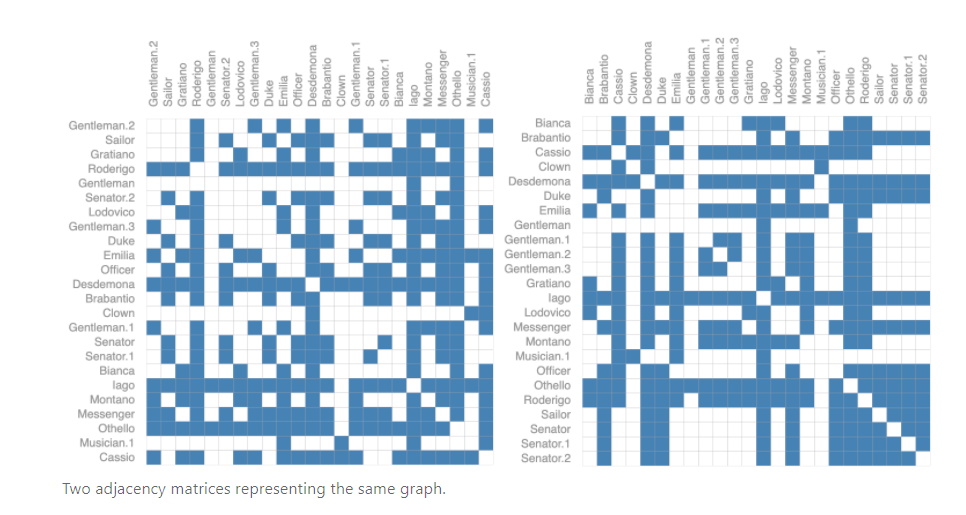 Gentleman.2
Sailor
Gratiano
Roderigo
Gentleman
Senator.2
Lodovico
Gentleman.3
Duke
Emilia
Officer
Desdemona
Brabantio
Clown
Gentleman.1
Senator
Senator.1
Bianca
Iago
Montano
Messenger
Othello
Musician.1
Cassio
Gentleman.2
Sailor
Gratiano
Roderigo
Gentleman
Senator.2
Lodovico
Gentleman.3
Duke
Emilia
Officer
Desdemona
Brabantio
Clown
Gentleman.1
Senator
Senator.1
Bianca
Iago
Montano
Messenger
Othello
Musician.1
Cassio
Bianca
Brabantio
Cassio
Clown
Desdemona
Duke
Emilia
Gentleman
Gentleman.1
Gentleman.2
Gentleman.3
Gratiano
Iago
Lodovico
Messenger
Montano
Musician.1
Officer
Othello
Roderigo
Sailor
Senator
Senator.1
Senator.2
Bianca
Brabantio
Cassio
Clown
Desdemona
Duke
Emilia
Gentleman
Gentleman.1
Gentleman.2
Gentleman.3
Gratiano
Iago
Lodovico
Messenger
Montano
Musician.1
Officer
Othello
Roderigo
Sailor
Senator
Senator.1
Senator.2
Two adjacency matrices representing the same graph.